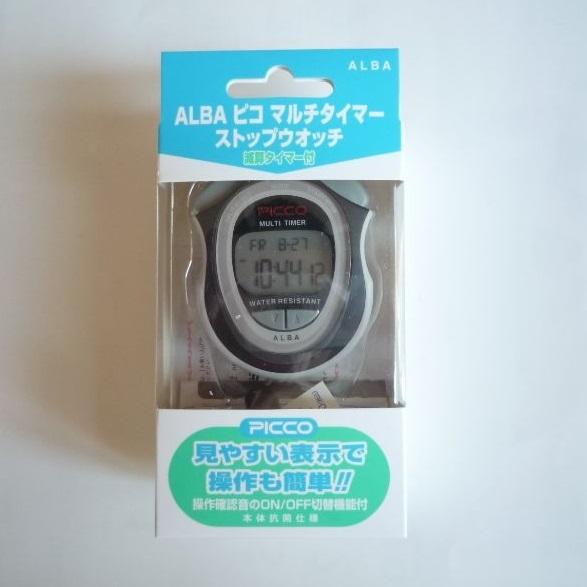 ALBA
ALBA ピコ マルチタイマー
ストップウオッチ
減算タイマー付
PICCO
MULTI TIMER
FR 8-27
10:44 12
WATER RESISTANT
ALBA
PICCO
見やすい表示で
操作も簡単!!
操作確認音のON/OFF切替機能付
本体抗菌仕様